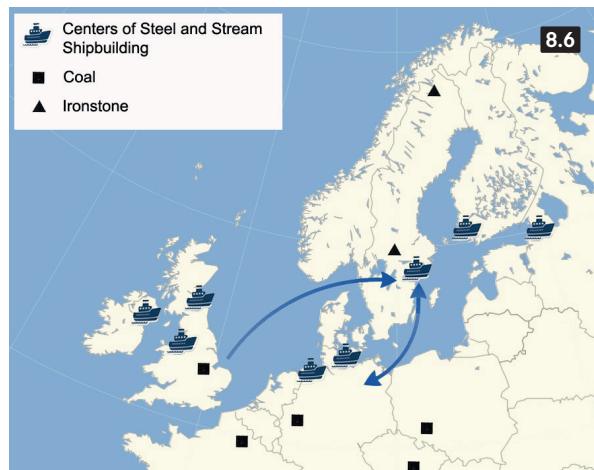 Centers of Steel and Stream
Shipbuilding
Coal
Ironstone
8.6